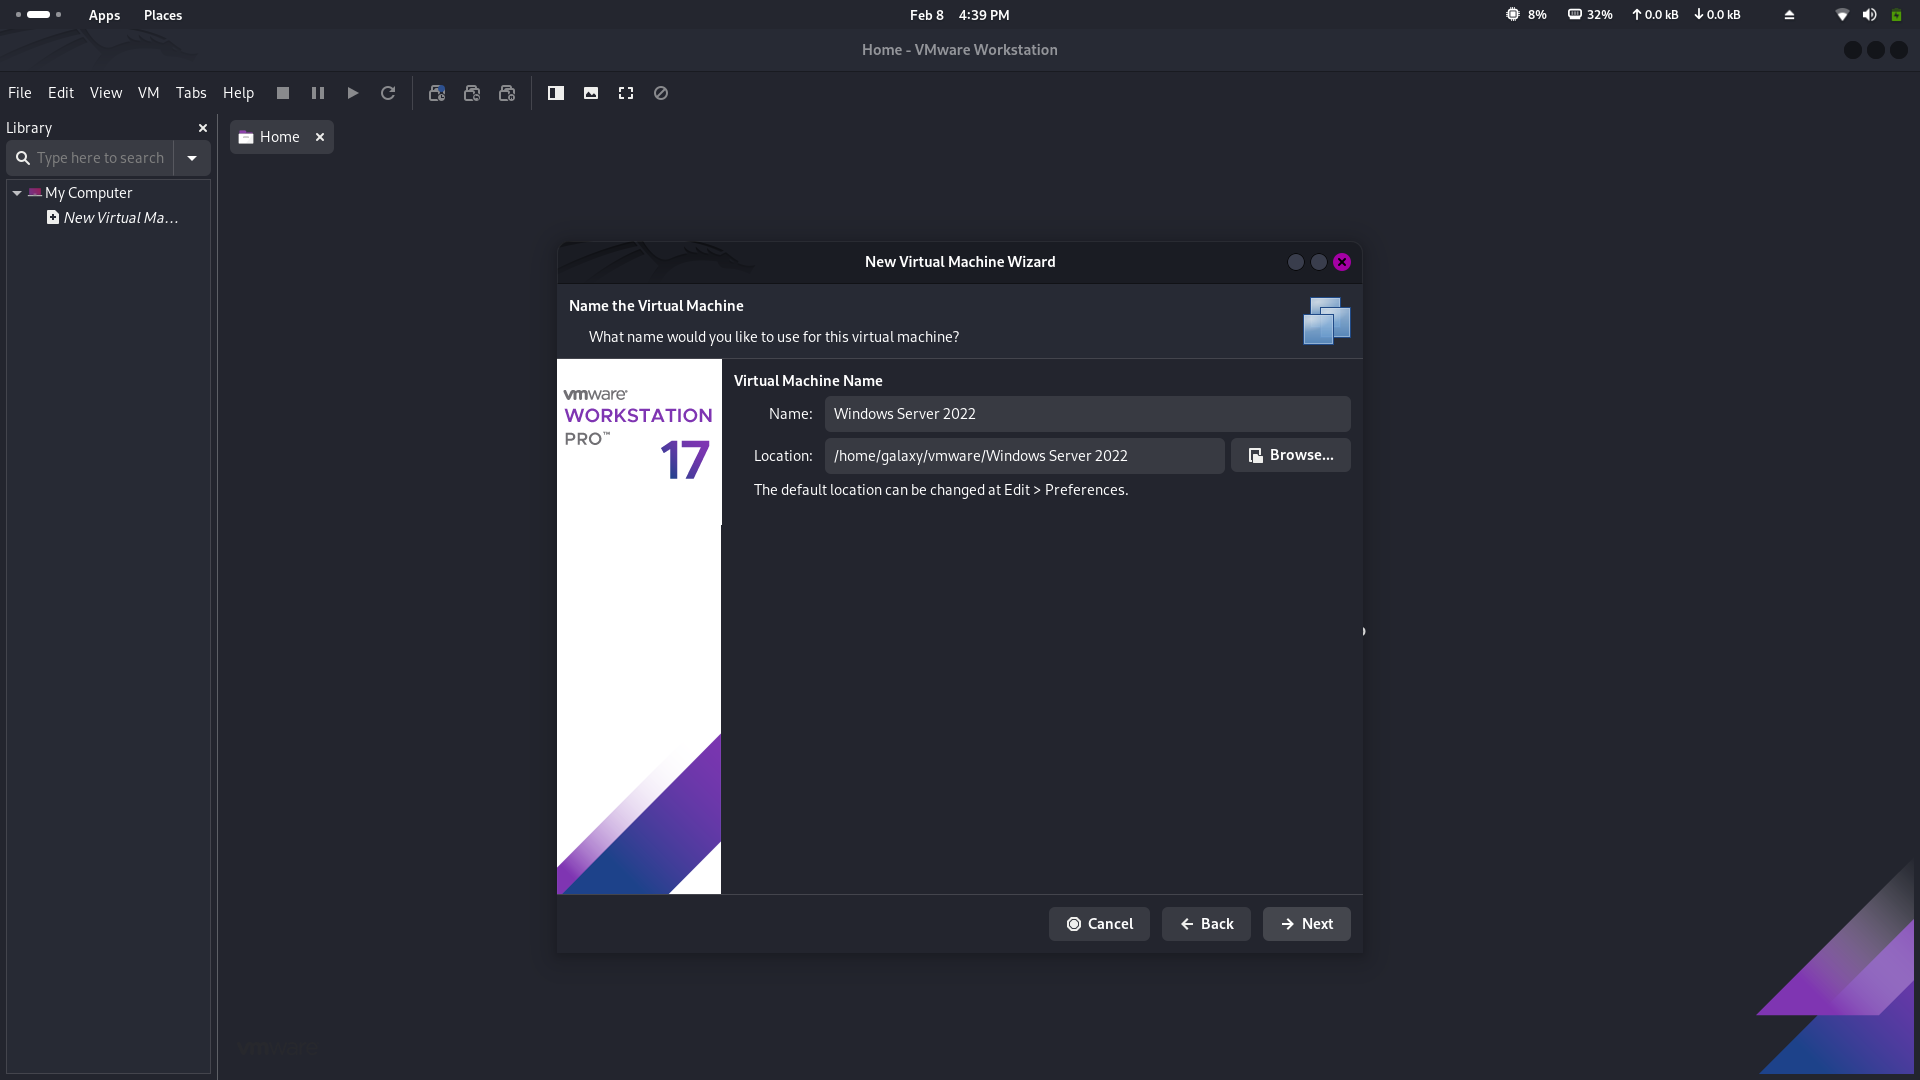 Apps Places Feb 8 4:39 PM 8% 32% 0.0 kB 0.0 kB
Home - VMware Workstation
File Edit View VM Tabs Help
Library
Home
Type here to search
My Computer
New Virtual Ma...
New Virtual Machine Wizard
Name the Virtual Machine
What name would you like to use for this virtual machine?
vmware
WORKSTATION
PRO™
17
Virtual Machine Name
Name: Windows Server 2022
Location: /home/galaxy/vmware/Windows Server 2022 Browse...
The default location can be changed at Edit > Preferences.
Cancel Back Next
vmware